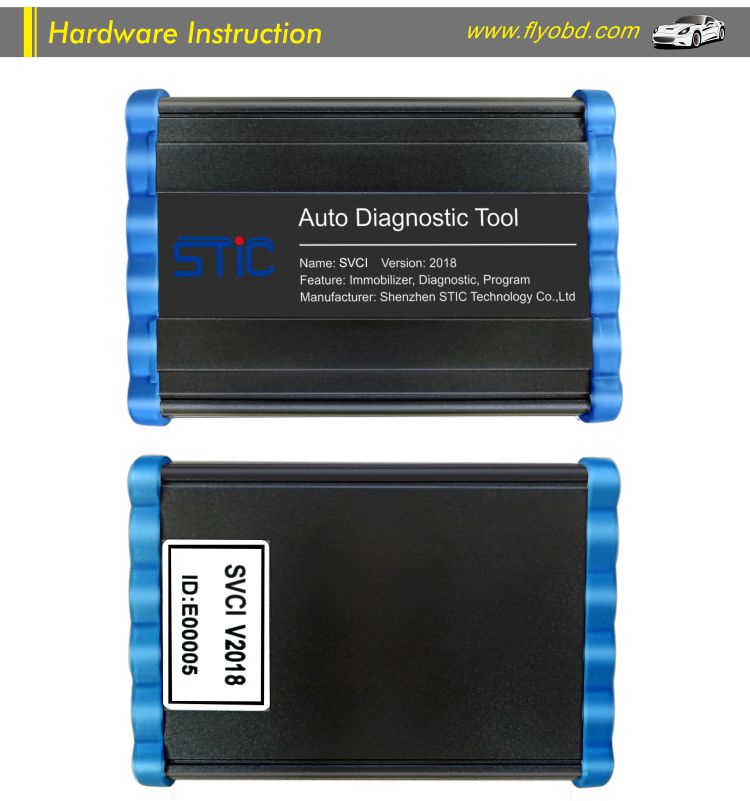 Hardware Instruction
www.flyobd.com
STIC
Auto Diagnostic Tool
Name: SVCI Version: 2018
Feature: Immobilizer, Diagnostic, Program
Manufacturer: Shenzhen STIC Technology Co.,Ltd
SVCI V2018
ID:E00005